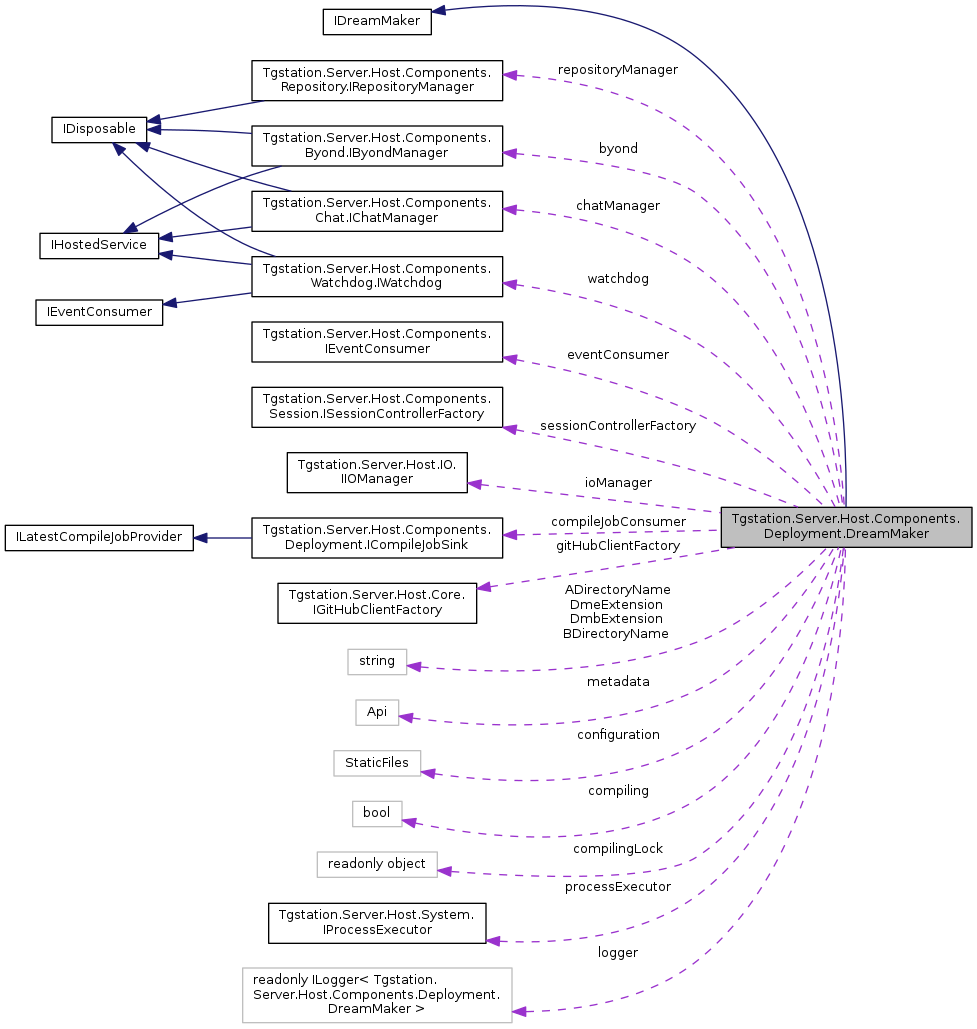 IDreamMaker
Tgstation.Server.Host.Components.
Repository.IRepositoryManager
repositoryManager
IDisposable
Tgstation.Server.Host.Components.
Byond.IByondManager
byond
Tgstation.Server.Host.Components.
Chat.IChatManager
chatManager
IHostedService
Tgstation.Server.Host.Components.
Watchdog.IWatchdog
watchdog
IEventConsumer
Tgstation.Server.Host.Components.
IEventConsumer
eventConsumer
Tgstation.Server.Host.Components.
Session.ISessionControllerFactory
sessionControllerFactory
Tgstation.Server.Host.IO.
IIOManager
ioManager
Tgstation.Server.Host.Components.
Deployment.DreamMaker
ILatestCompileJobProvider
Tgstation.Server.Host.Components.
Deployment.ICompileJobSink
compileJobConsumer
gitHubClientFactory
Tgstation.Server.Host.Core.
IGitHubClientFactory
ADirectoryName
DmeExtension
DmbExtension
BDirectoryName
string
metadata
Api
configuration
StaticFiles
compiling
bool
compilingLock
readonly object
processExecutor
Tgstation.Server.Host.System.
IProcessExecutor
logger
readonly ILogger< Tgstation.
Server.Host.Components.Deployment.
DreamMaker >